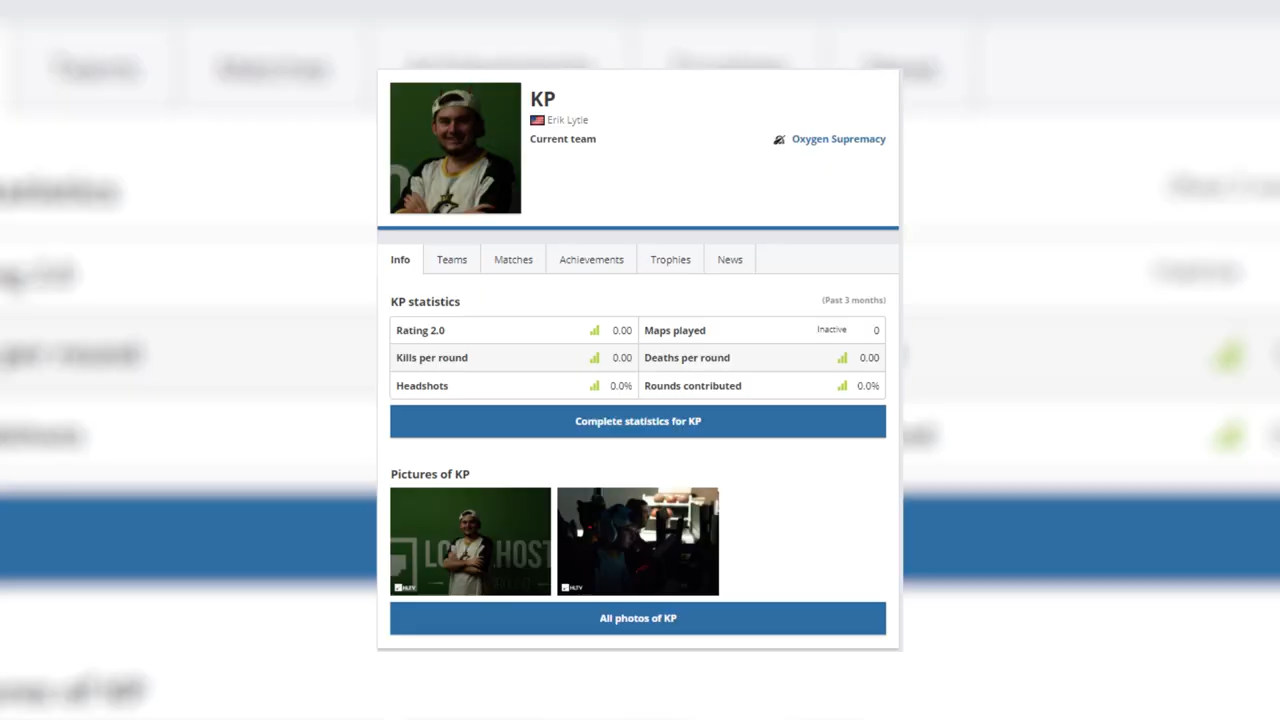 KP
Erik Lytle
Current team Oxygen Supremacy
Info Teams Matches Achievements Trophies News
KP statistics (Past 3 months)
Rating 2.0 0.00 Maps played Inactive 0
Kills per round 0.00 Deaths per round 0.00
Headshots 0.0% Rounds contributed 0.0%
Complete statistics for KP
Pictures of KP
HLTV HLTV
All photos of KP